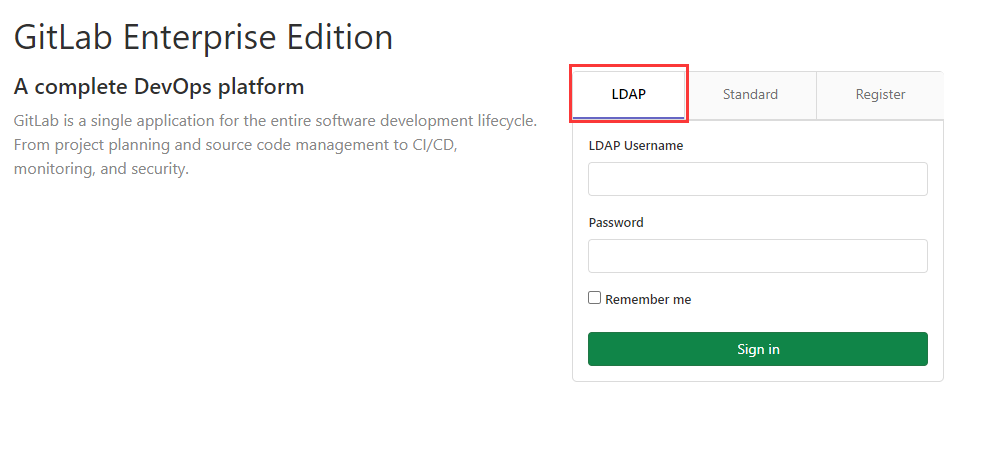 GitLab Enterprise Edition
A complete DevOps platform
GitLab is a single application for the entire software development lifecycle.
From project planning and source code management to CI/CD,
monitoring, and security.
LDAP Standard Register
LDAP Username
Password
Remember me
Sign in